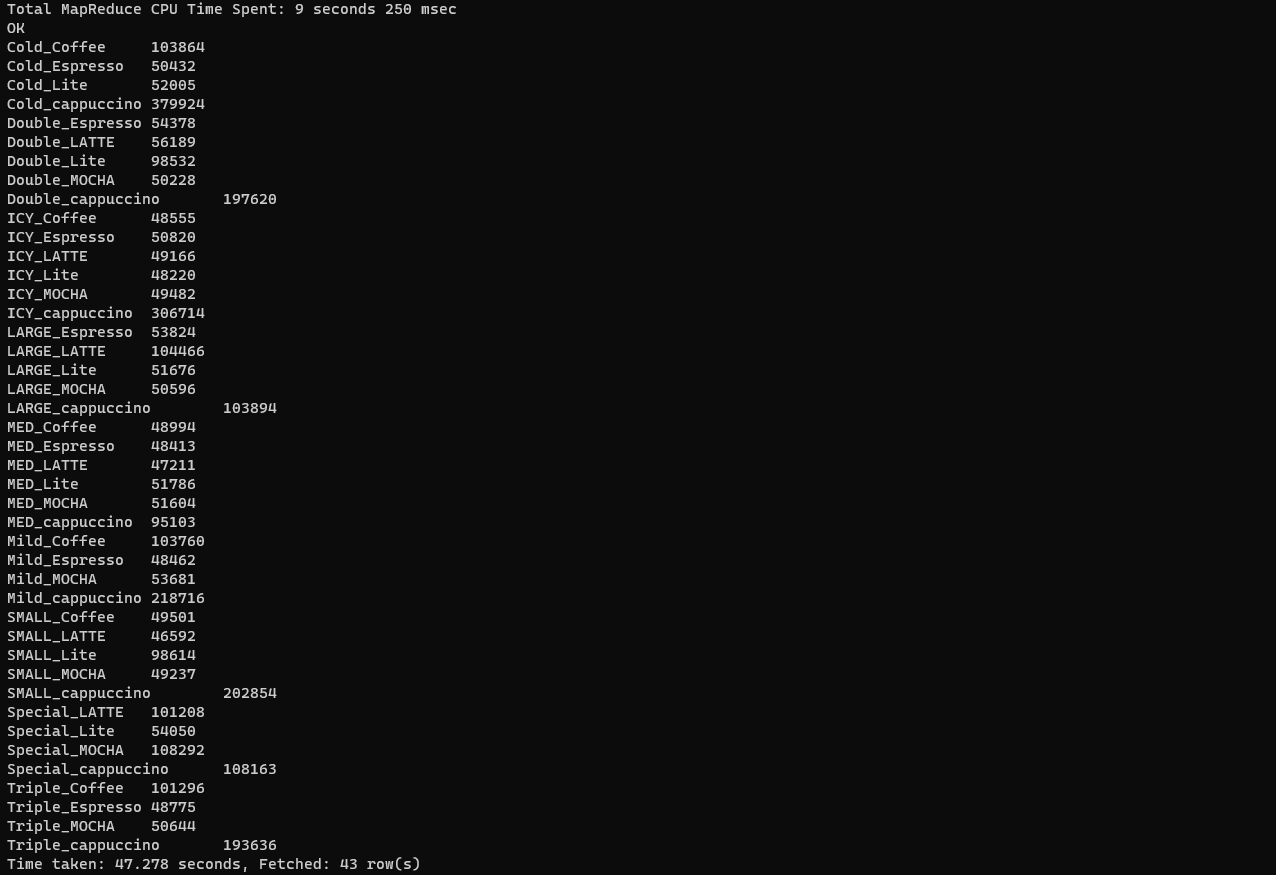 Total MapReduce CPU Time Spent: 9 seconds 250 msec
OK
Cold_Coffee 103864
Cold_Espresso 50432
Cold_Lite 52005
Cold_cappuccino 379924
Double_Espresso 54378
Double_LATTE 56189
Double_Lite 98532
Double_MOCHA 50228
Double_cappuccino 197620
ICY_Coffee 48555
ICY_Espresso 50820
ICY_LATTE 49166
ICY_Lite 48220
ICY_MOCHA 49482
ICY_cappuccino 306714
LARGE_Espresso 53824
LARGE_LATTE 104466
LARGE_Lite 51676
LARGE_MOCHA 50596
LARGE_cappuccino 103894
MED_Coffee 48994
MED_Espresso 48413
MED_LATTE 47211
MED_Lite 51786
MED_MOCHA 51604
MED_cappuccino 95103
Mild_Coffee 103760
Mild_Espresso 48462
Mild_MOCHA 53681
Mild_cappuccino 218716
SMALL_Coffee 49501
SMALL_LATTE 46592
SMALL_Lite 98614
SMALL_MOCHA 49237
SMALL_cappuccino 202854
Special_LATTE 101208
Special_Lite 54050
Special_MOCHA 108292
Special_cappuccino 108163
Triple_Coffee 101296
Triple_Espresso 48775
Triple_MOCHA 50644
Triple_cappuccino 193636
Time taken: 47.278 seconds, Fetched: 43 row(s)